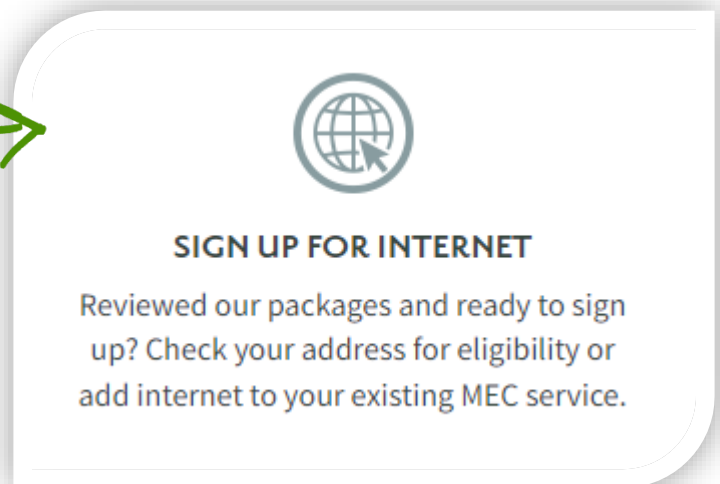 SIGN UP FOR INTERNET
Reviewed our packages and ready to sign
up? Check your address for eligibility or
add internet to your existing MEC service.